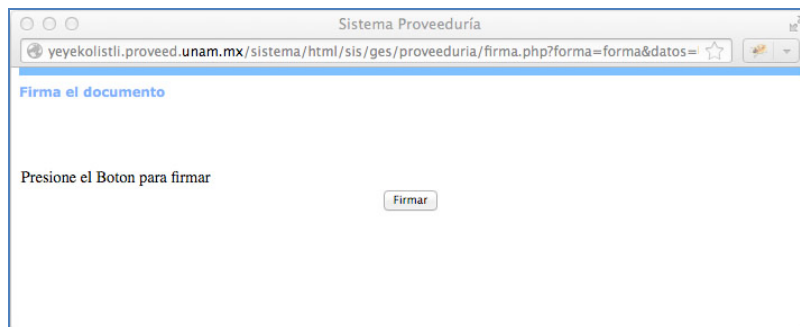 Sistema Proveeduría
yeyekolistli.proveed.unam.mx/sistema/html/sis/ges/proveeduria/firma.php?forma=forma&datos=
Firma el documento
Presione el Boton para firmar
Firmar